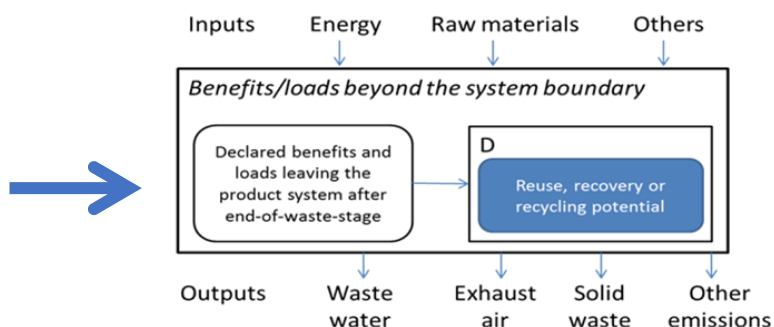 Inputs Energy Raw materials Others
Benefits/loads beyond the system boundary
Declared benefits and
loads leaving the
product system after
end-of-waste-stage
D
Reuse, recovery or
recycling potential
Outputs Waste water Exhaust air Solid waste Other emissions